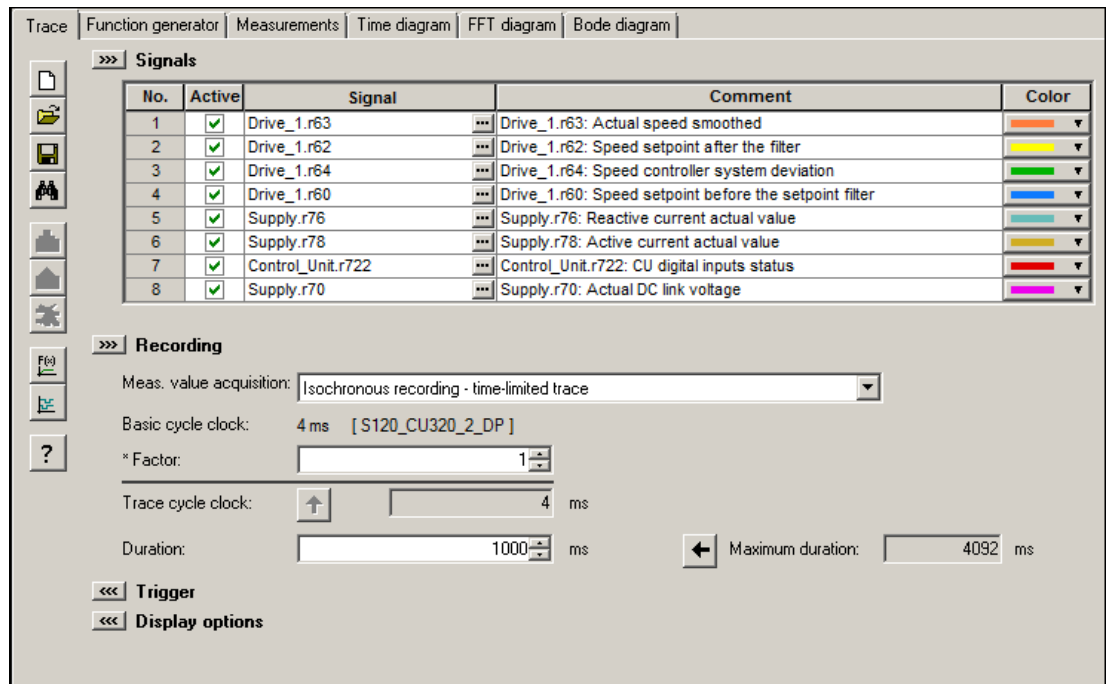 Trace Function generator Measurements Time diagram FFT diagram Bode diagram
>>> Signals
No. Active Signal Comment Color
1 Drive_1.r63 ... Drive_1.r63: Actual speed smoothed
2 Drive_1.r62 ... Drive_1.r62: Speed setpoint after the filter
3 Drive_1.r64 ... Drive_1.r64: Speed controller system deviation
4 Drive_1.r60 ... Drive_1.r60: Speed setpoint before the setpoint filter
5 Supply.r76 ... Supply.r76: Reactive current actual value
6 Supply.r78 ... Supply.r78: Active current actual value
7 Control_Unit.r722 ... Control_Unit.r722: CU digital inputs status
8 Supply.r70 ... Supply.r70: Actual DC link voltage
>>> Recording
F(x)
Meas. value acquisition: Isochronous recording - time-limited trace
Basic cycle clock: 4 ms [ S120_CU320_2_DP ]
?
* Factor: 1
Trace cycle clock: 4 ms
Duration: 1000 ms Maximum duration: 4092 ms
<<< Trigger
<<< Display options